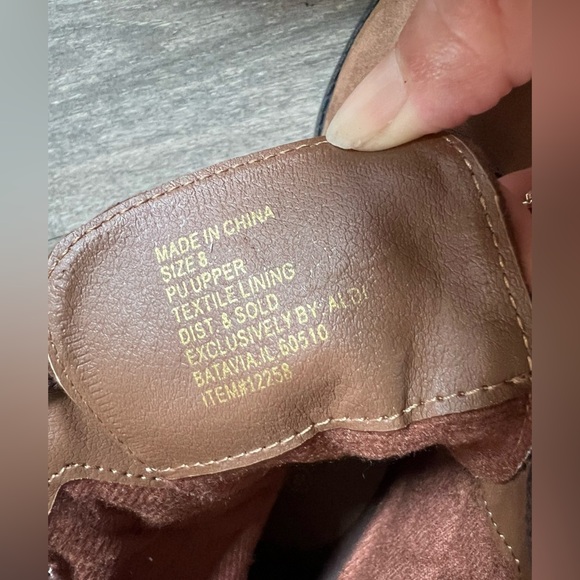 MADE IN CHINA
SIZE 8
PU UPPER
TEXTILE LINING
DIST. & SOLD
EXCLUSIVELY BY: ALDI
BATAVIA, IL 60510
ITEM#12258